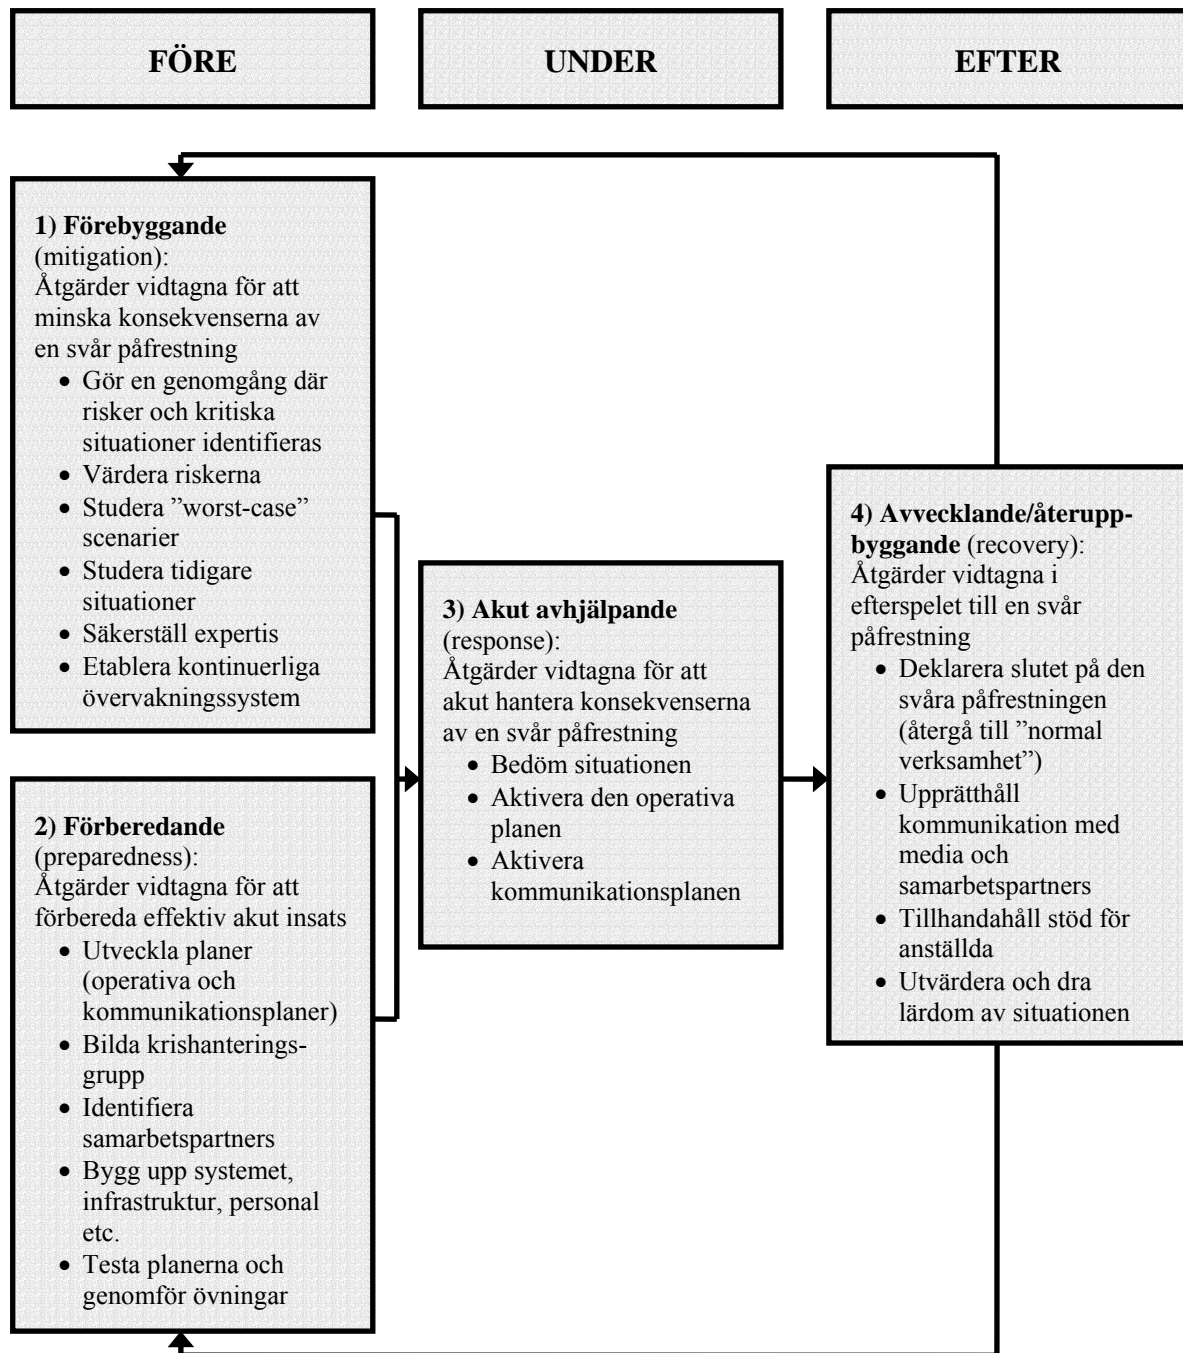 FÖRE
UNDER
EFTER
1) Förebyggande
(mitigation):
Åtgärder vidtagna för att
minska konsekvenserna av
en svår påfrestning
• Gör en genomgång där
risker och kritiska
situationer identifieras
• Värdera riskerna
• Studera ”worst-case”
scenarier
• Studera tidigare
situationer
• Säkerställ expertis
• Etablera kontinuerliga
övervakningssystem
2) Förberedande
(preparedness):
Åtgärder vidtagna för att
förbereda effektiv akut insats
• Utveckla planer
(operativa och
kommunikationsplaner)
• Bilda krishanterings-
grupp
• Identifiera
samarbetspartners
• Bygg upp systemet,
infrastruktur, personal
etc.
• Testa planerna och
genomför övningar
3) Akut avhjälpande
(response):
Åtgärder vidtagna för att
akut hantera konsekvenserna
av en svår påfrestning
• Bedöm situationen
• Aktivera den operativa
planen
• Aktivera
kommunikationsplanen
4) Avvecklande/återupp-
byggande (recovery):
Åtgärder vidtagna i
efterspelet till en svår
påfrestning
• Deklarera slutet på den
svåra påfrestningen
(återgå till ”normal
verksamhet”)
• Upprätthåll
kommunikation med
media och
samarbetspartners
• Tillhandahåll stöd för
anställda
• Utvärdera och dra
lärdom av situationen